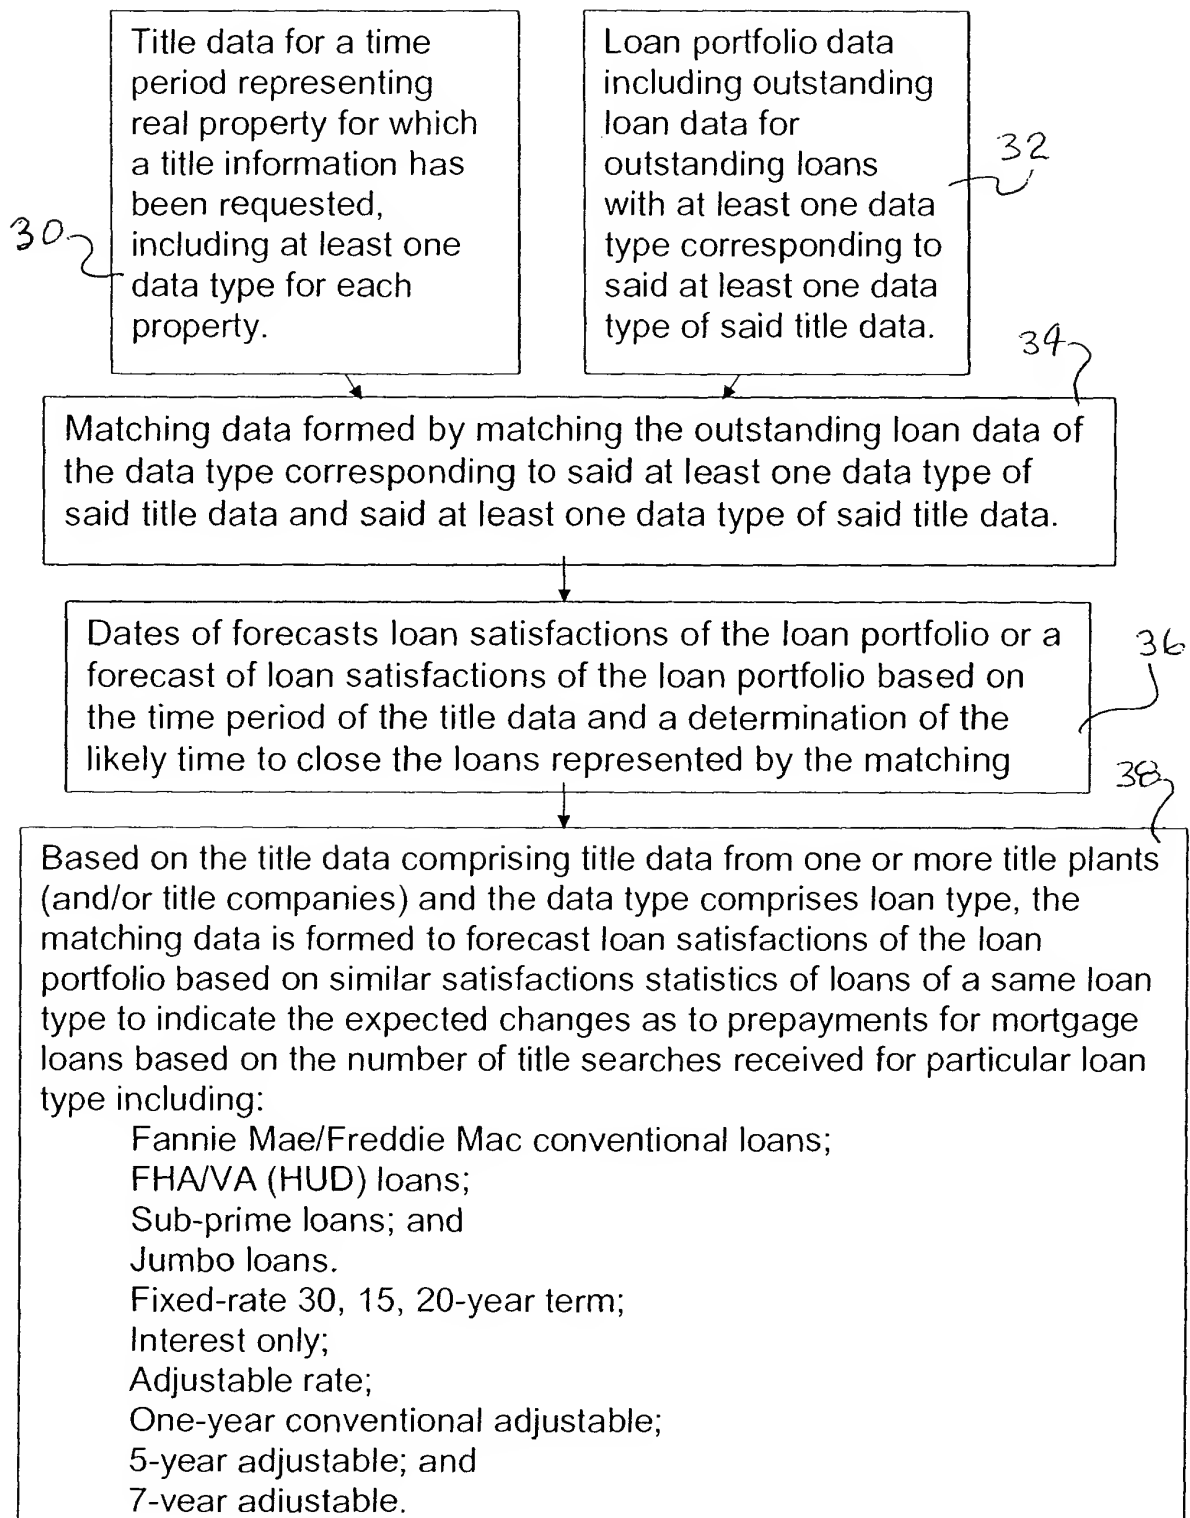 Title data for a time
period representing
real property for which
a title information has
been requested,
including at least one
data type for each
property.
30
Loan portfolio data
including outstanding
loan data for
outstanding loans
with at least one data
type corresponding to
said at least one data
type of said title data.
32
34
Matching data formed by matching the outstanding loan data of
the data type corresponding to said at least one data type of
said title data and said at least one data type of said title data.
Dates of forecasts loan satisfactions of the loan portfolio or a
forecast of loan satisfactions of the loan portfolio based on
the time period of the title data and a determination of the
likely time to close the loans represented by the matching
36
38
Based on the title data comprising title data from one or more title plants
(and/or title companies) and the data type comprises loan type, the
matching data is formed to forecast loan satisfactions of the loan
portfolio based on similar satisfactions statistics of loans of a same loan
type to indicate the expected changes as to prepayments for mortgage
loans based on the number of title searches received for particular loan
type including:
Fannie Mae/Freddie Mac conventional loans;
FHA/VA (HUD) loans;
Sub-prime loans; and
Jumbo loans.
Fixed-rate 30, 15, 20-year term;
Interest only;
Adjustable rate;
One-year conventional adjustable;
5-year adjustable; and
7-year adjustable.